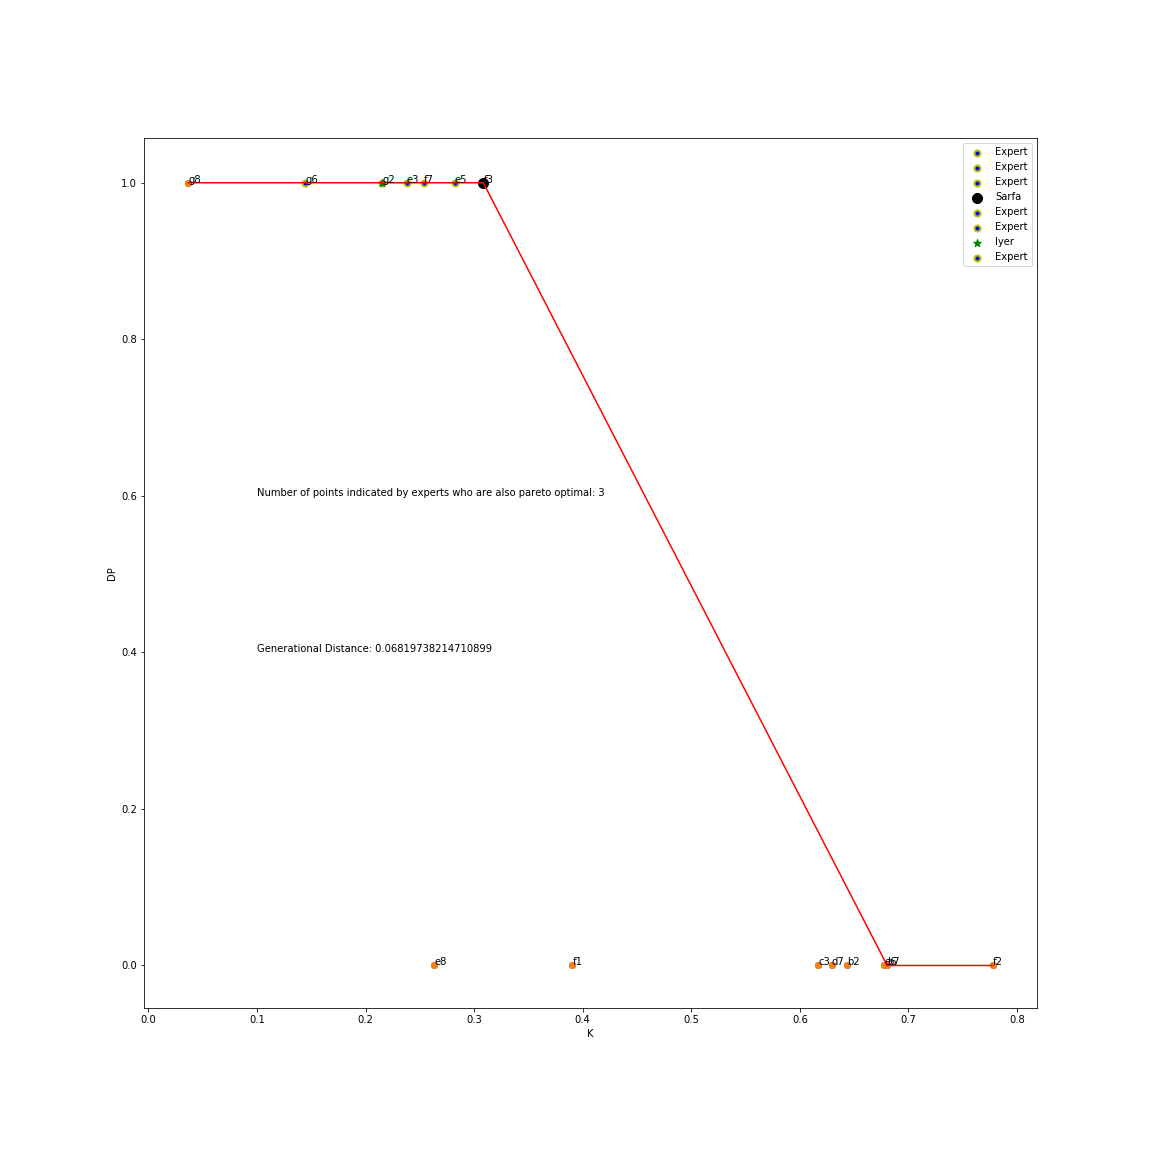 Expert
Expert
Expert
Sarfa
Expert
Expert
Iyer
Expert
1.0
g8 g6 g2 e3 f7 e5 f3
0.8
0.6
Number of points indicated by experts who are also pareto optimal: 3
DP
0.4
Generational Distance: 0.06819738214710899
0.2
0.0
e8 f1 c3 d7 b2 f2
0.0 0.1 0.2 0.3 0.4 0.5 0.6 0.7 0.8
K